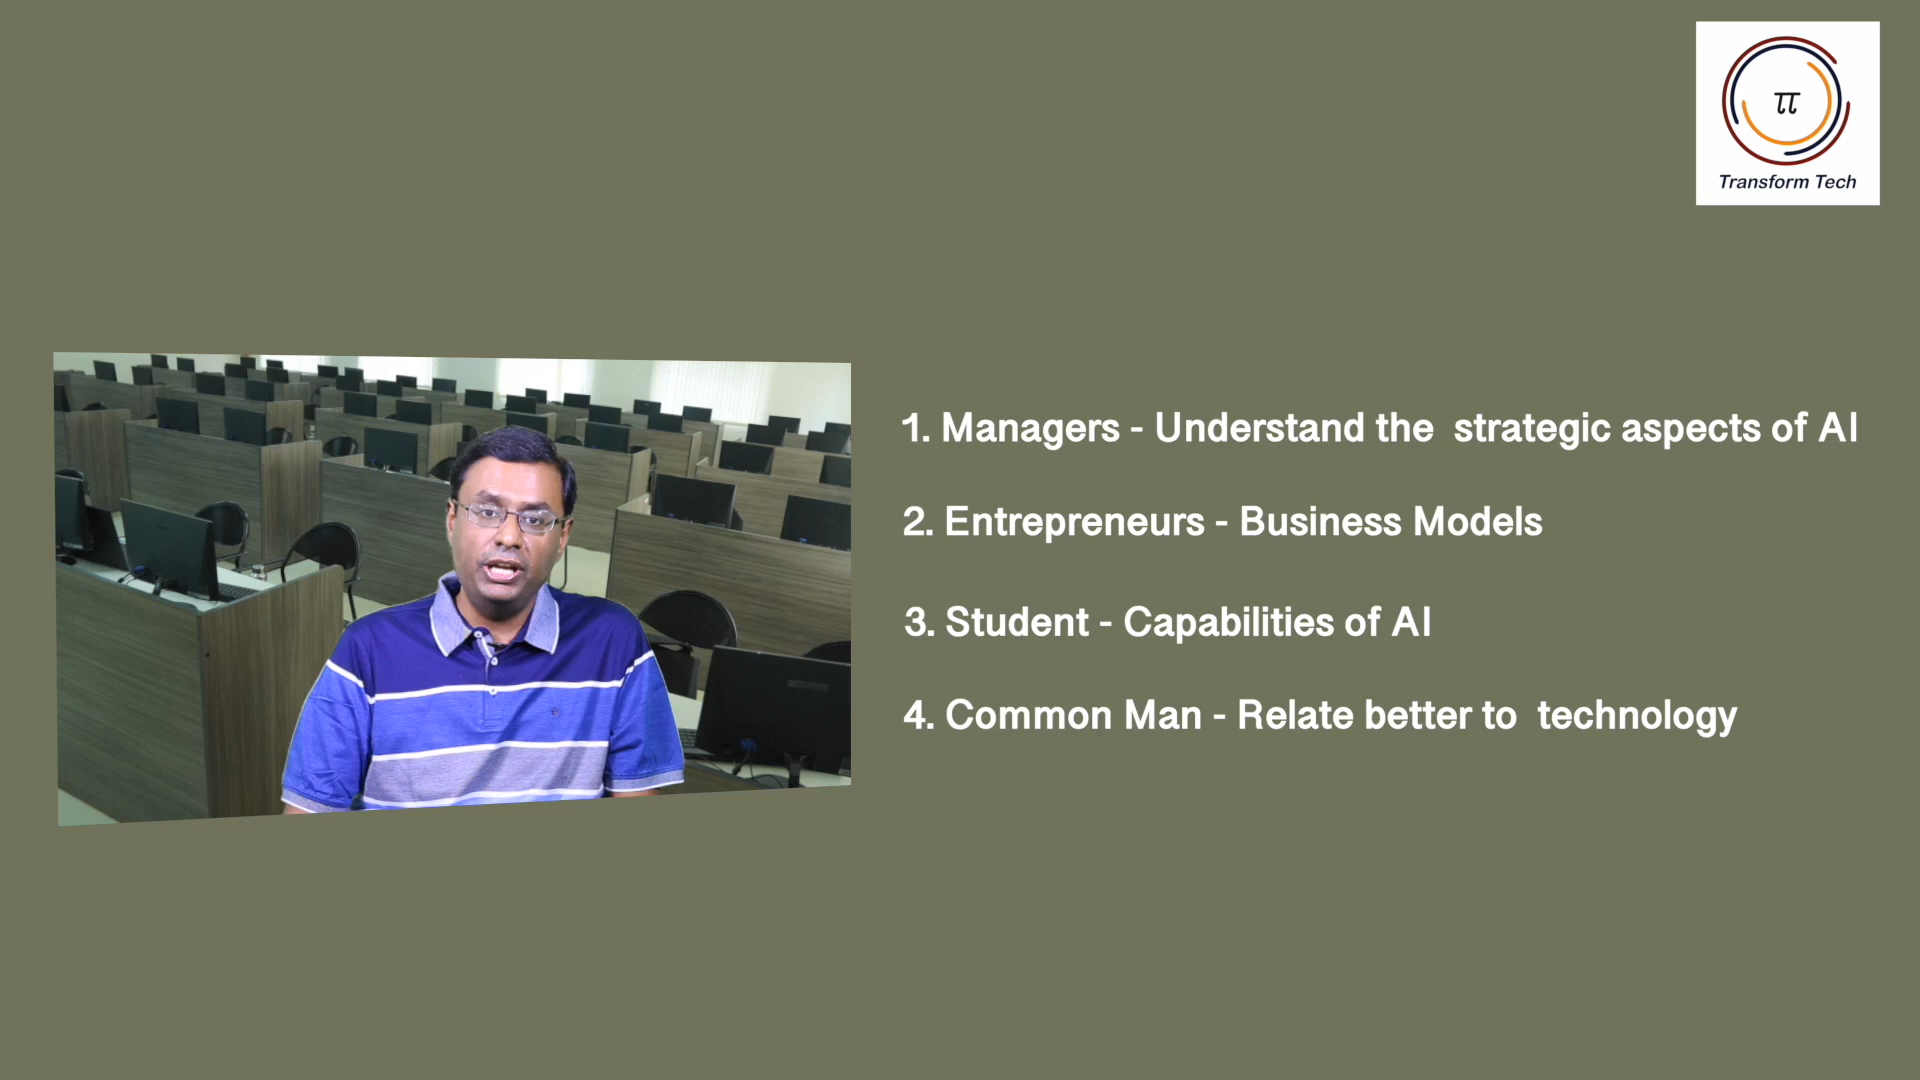 π
Transform Tech
1. Managers - Understand the strategic aspects of AI
2. Entrepreneurs - Business Models
3. Student - Capabilities of AI
4. Common Man - Relate better to technology